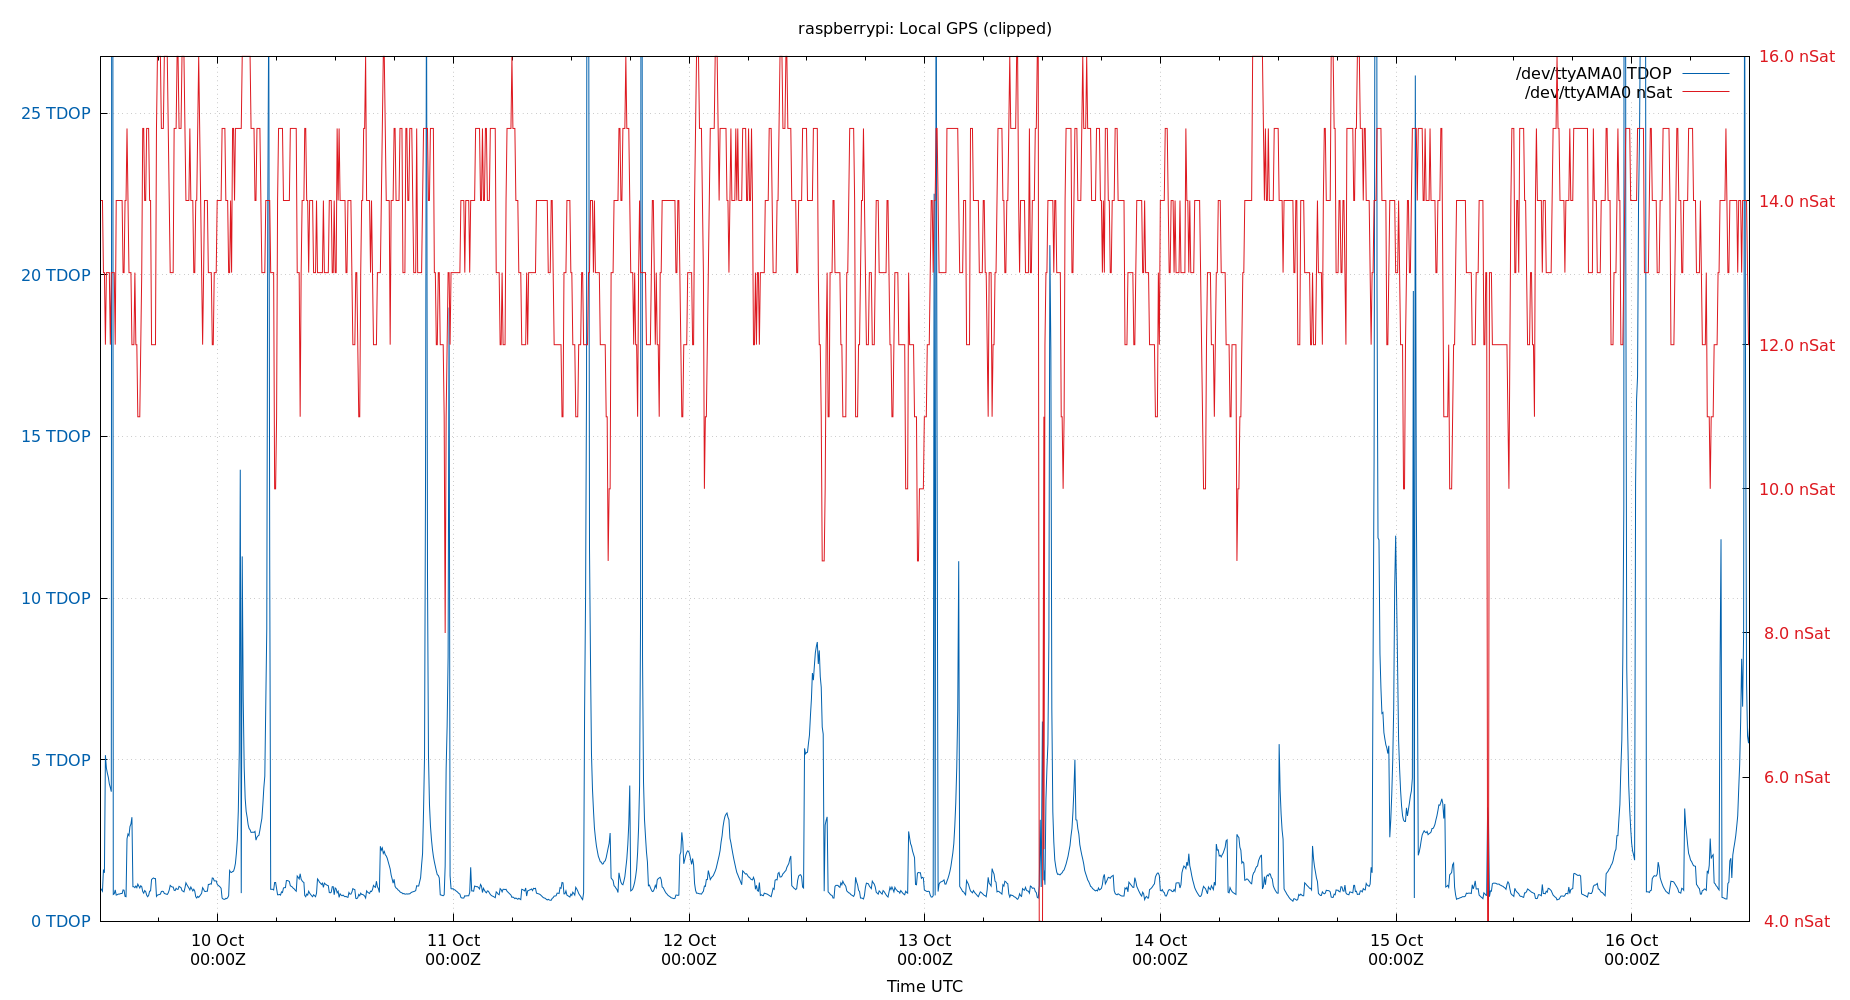 raspberrypi: Local GPS (clipped)
/dev/ttyAMA0 TDOP
/dev/ttyAMA0 nSat
25 TDOP
20 TDOP
15 TDOP
10 TDOP
5 TDOP
0 TDOP
16.0 nSat
14.0 nSat
12.0 nSat
10.0 nSat
8.0 nSat
6.0 nSat
4.0 nSat
10 Oct
00:00Z
11 Oct
00:00Z
12 Oct
00:00Z
13 Oct
00:00Z
14 Oct
00:00Z
15 Oct
00:00Z
16 Oct
00:00Z
Time UTC